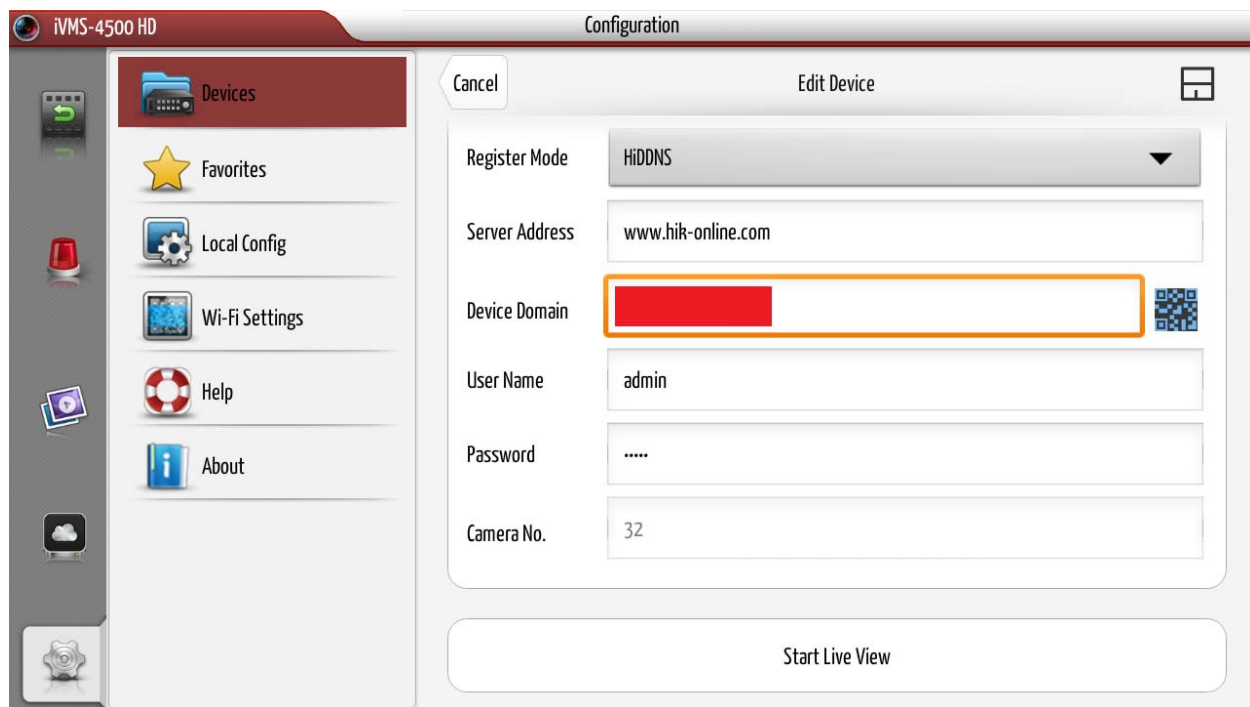 iVMS-4500 HD
Configuration
Devices
Favorites
Local Config
Wi-Fi Settings
Help
About
Cancel
Edit Device
Register Mode
HiDDNS
Server Address
www.hik-online.com
Device Domain
User Name
admin
Password
•••••
Camera No.
32
Start Live View